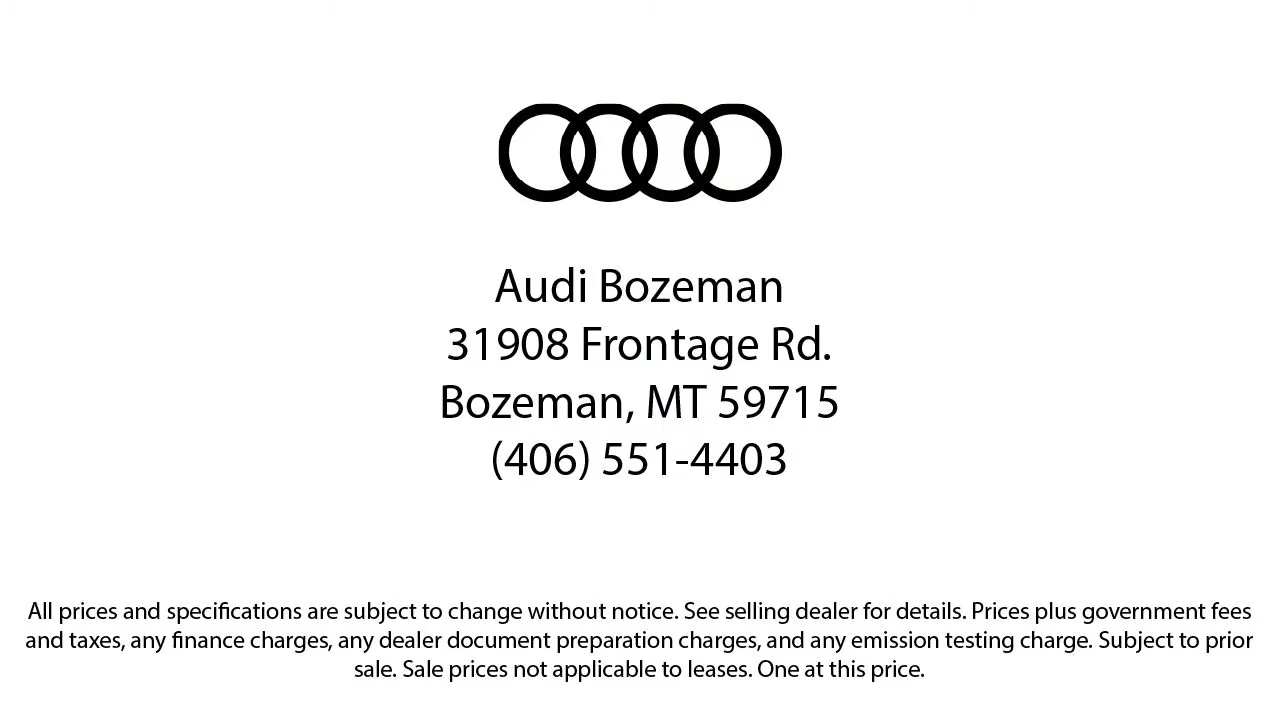 Audi Bozeman
31908 Frontage Rd.
Bozeman, MT 59715
(406) 551-4403
All prices and specifications are subject to change without notice. See selling dealer for details. Prices plus government fees
and taxes, any finance charges, any dealer document preparation charges, and any emission testing charge. Subject to prior
sale. Sale prices not applicable to leases. One at this price.